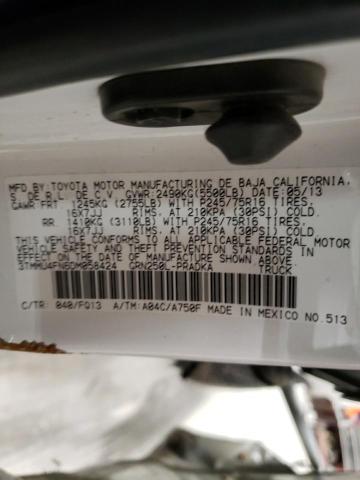 MFD BY: TOYOTA MOTOR MANUFACTURING DE BAJA CALIFORNIA,
S. DE R.L. DE C.V. GVWR 2490KG(5500LB) DATE:05/13
GAWR FRT 1245KG (2755LB) WITH P245/75R16 TIRES,
16X7JJ RIMS, AT 210KPA (30PSI) COLD.
RR 1410KG (3110LB) WITH P245/75R16 TIRES,
16X7JJ RIMS, AT 210KPA (30PSI) COLD.
THIS VEHICLE CONFORMS TO ALL APPLICABLE FEDERAL MOTOR
VEHICLE SAFETY AND THEFT PREVENTION STANDARDS IN
EFFECT ON THE DATE OF MANUFACTURE SHOWN ABOVE.
3TMMU4FN6DM058424 GRN250L-PRADKA
TRUCK
C/TR: 040/FQ13 A/TM: A04C/A750F MADE IN MEXICO NO.513